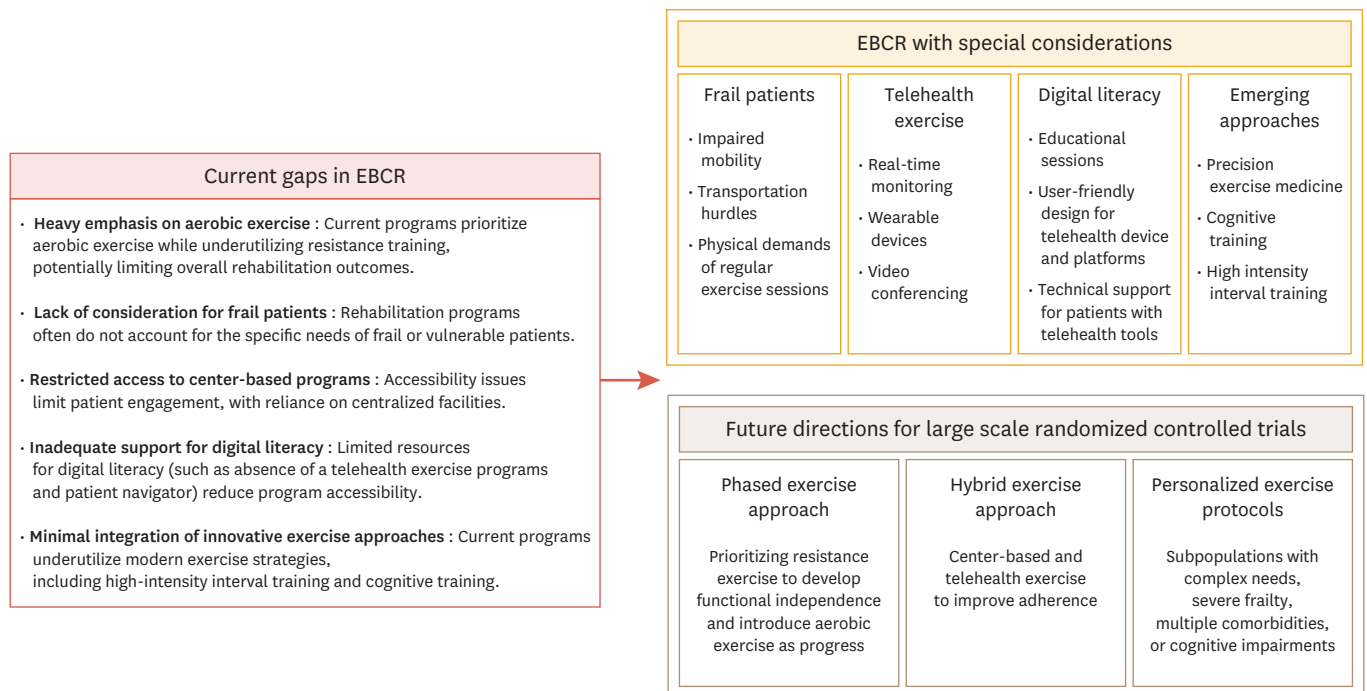 Current gaps in EBCR
· Heavy emphasis on aerobic exercise : Current programs prioritize
aerobic exercise while underutilizing resistance training,
potentially limiting overall rehabilitation outcomes.
· Lack of consideration for frail patients : Rehabilitation programs
often do not account for the specific needs of frail or vulnerable patients.
· Restricted access to center-based programs : Accessibility issues
limit patient engagement, with reliance on centralized facilities.
· Inadequate support for digital literacy : Limited resources
for digital literacy (such as absence of a telehealth exercise programs
and patient navigator) reduce program accessibility.
· Minimal integration of innovative exercise approaches : Current programs
underutilize modern exercise strategies,
including high-intensity interval training and cognitive training.
EBCR with special considerations
Frail patients
· Impaired
mobility
· Transportation
hurdles
· Physical demands
of regular
exercise sessions
Telehealth
exercise
· Real-time
monitoring
· Wearable
devices
· Video
conferencing
Digital literacy
· Educational
sessions
· User-friendly
design for
telehealth device
and platforms
· Technical support
for patients with
telehealth tools
Emerging
approaches
· Precision
exercise medicine
· Cognitive
training
· High intensity
interval training
Future directions for large scale randomized controlled trials
Phased exercise
approach
Prioritizing resistance
exercise to develop
functional independence
and introduce aerobic
exercise as progress
Hybrid exercise
approach
Center-based and
telehealth exercise
to improve adherence
Personalized exercise
protocols
Subpopulations with
complex needs,
severe frailty,
multiple comorbidities,
or cognitive impairments